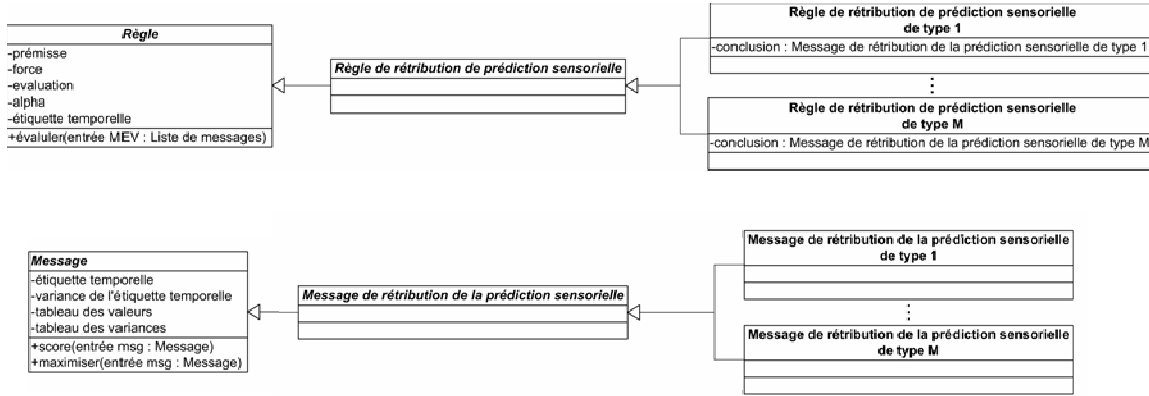 Règle
-prémisse
-force
-evaluation
-alpha
-étiquette temporelle
+évaluler(entrée MEV : Liste de messages)
Règle de rétribution de prédiction sensorielle
Règle de rétribution de prédiction sensorielle
de type 1
-conclusion : Message de rétribution de la prédiction sensorielle de type 1
⋮
Règle de rétribution de prédiction sensorielle
de type M
-conclusion : Message de rétribution de la prédiction sensorielle de type M
Message
-étiquette temporelle
-variance de l'étiquette temporelle
-tableau des valeurs
-tableau des variances
+score(entrée msg : Message)
+maximiser(entrée msg : Message)
Message de rétribution de la prédiction sensorielle
Message de rétribution de la prédiction sensorielle
de type 1
⋮
Message de rétribution de la prédiction sensorielle
de type M